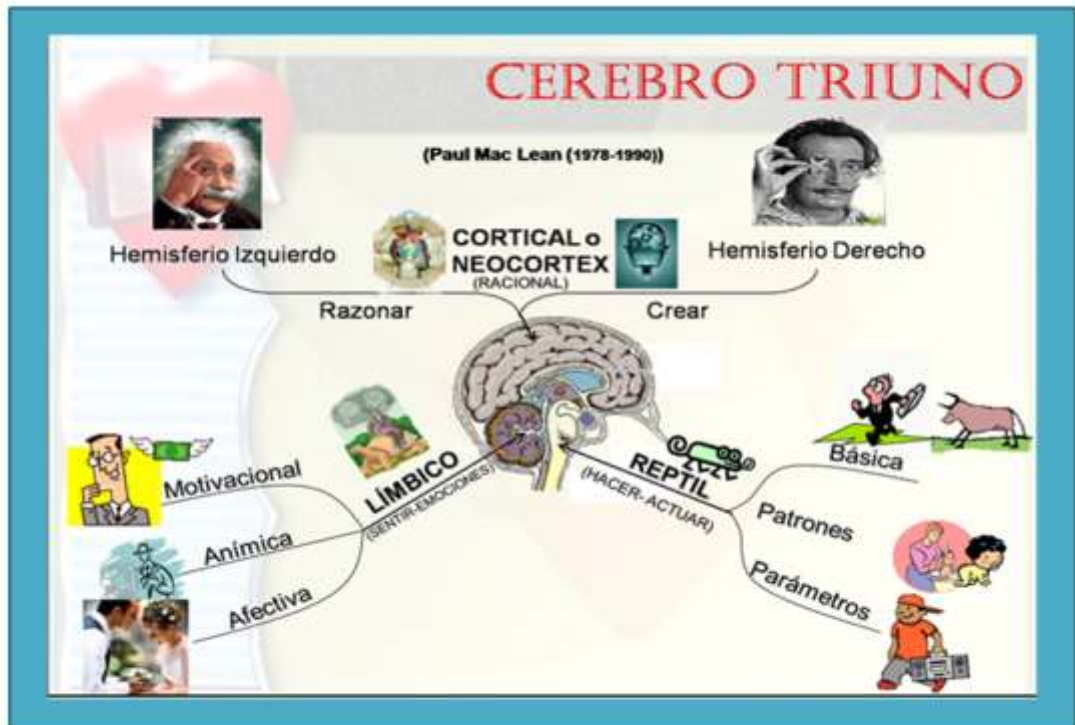 CEREBRO TRIUNO
(Paul Mac Lean (1978-1990))
Hemisferio Izquierdo
CORTICAL o
NEOCORTEX
(RACIONAL)
Hemisferio Derecho
Razonar
Crear
LÍMBICO
(SENTIR-EMOCIONES)
Motivacional
Anímica
Afectiva
REPTIL
(HACER- ACTUAR)
Básica
Patrones
Parámetros